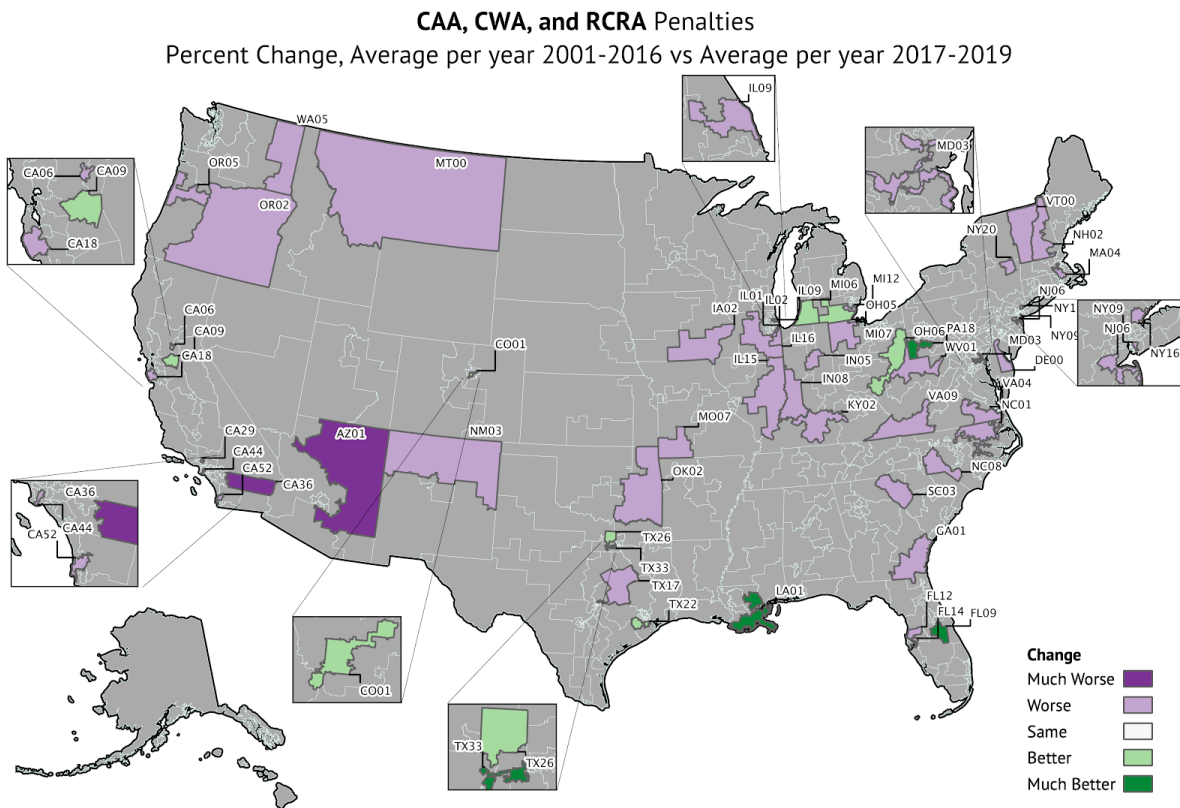 CAA, CWA, and RCRA Penalties
Percent Change, Average per year 2001-2016 vs Average per year 2017-2019
IL09
WA05
MD03
OR05
MT00
CA06
CA09
OR02
VT00
CA18
NY20
NH02
MA04
MI12
NJ06
IL01
IL02
IL09
MI06
OH05
IA02
NY1
CA06
CA09
CO01
MI07
OH06
PA18
NY09
NY09
NJ06
CA18
IL16
WV01
MD03
NY16
IL15
IN05
DE00
IN08
VA04
VA09
KY02
NC01
MO07
CA29
AZ01
NM03
CA44
CA52
NC08
OK02
CA36
CA36
SC03
CA44
CA52
GA01
TX26
TX33
TX17
LA01
FL12
TX22
FL14
FL09
Change
Much Worse
Worse
CO01
Same
TX33
Better
TX26
Much Better